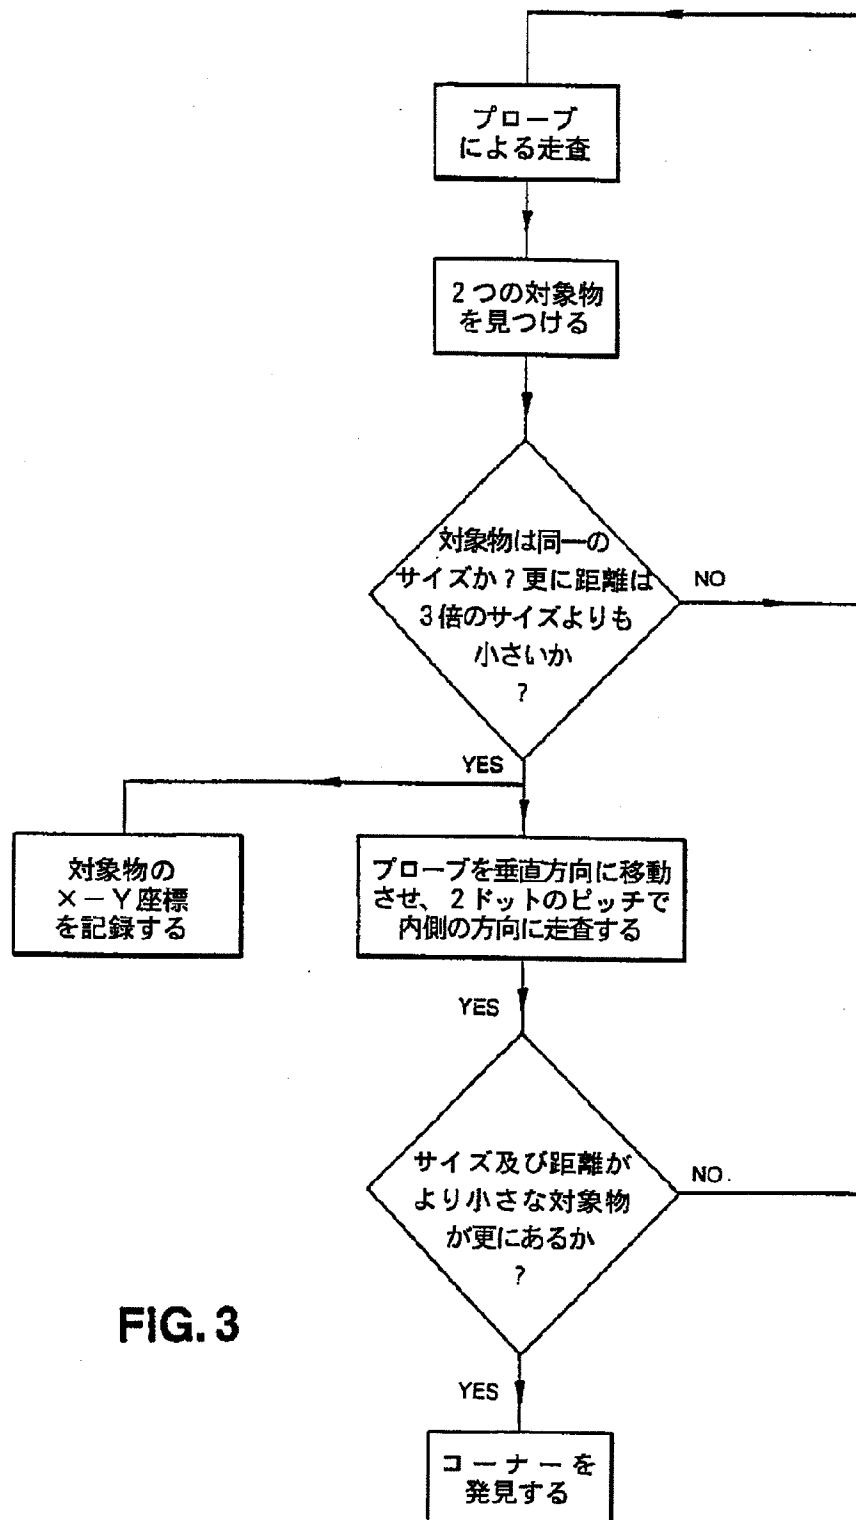 プローブ
による走査
2つの対象物
を見つける
対象物は同一の
サイズか?更に距離は
3倍のサイズよりも
小さいか
?
NO
YES
対象物の
X-Y座標
を記録する
プローブを垂直方向に移動
させ、2ドットのピッチで
内側の方向に走査する
YES
サイズ及び距離が
より小さな対象物
が更にあるか
?
NO.
FIG. 3
YES
コーナーを
発見する